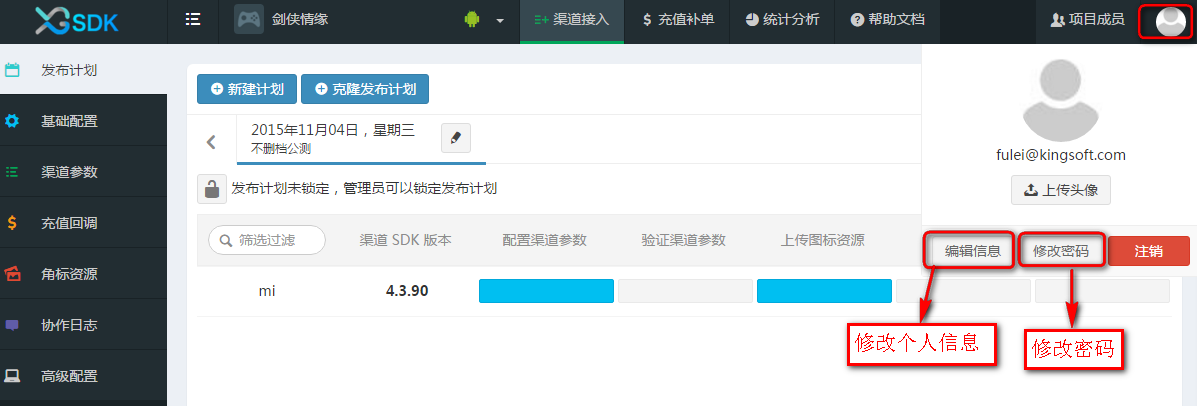 XGSDK
剑侠情缘
渠道接入
$ 充值补单
统计分析
帮助文档
项目成员
发布计划
基础配置
渠道参数
$ 充值回调
角标资源
协作日志
高级配置
新建计划
克隆发布计划
2015年11月04日，星期三
不删档公测
发布计划未锁定，管理员可以锁定发布计划
筛选过滤
渠道 SDK 版本
配置渠道参数
验证渠道参数
上传图标资源
mi
4.3.90
fulei@kingsoft.com
上传头像
编辑信息
修改密码
注销
修改个人信息
修改密码